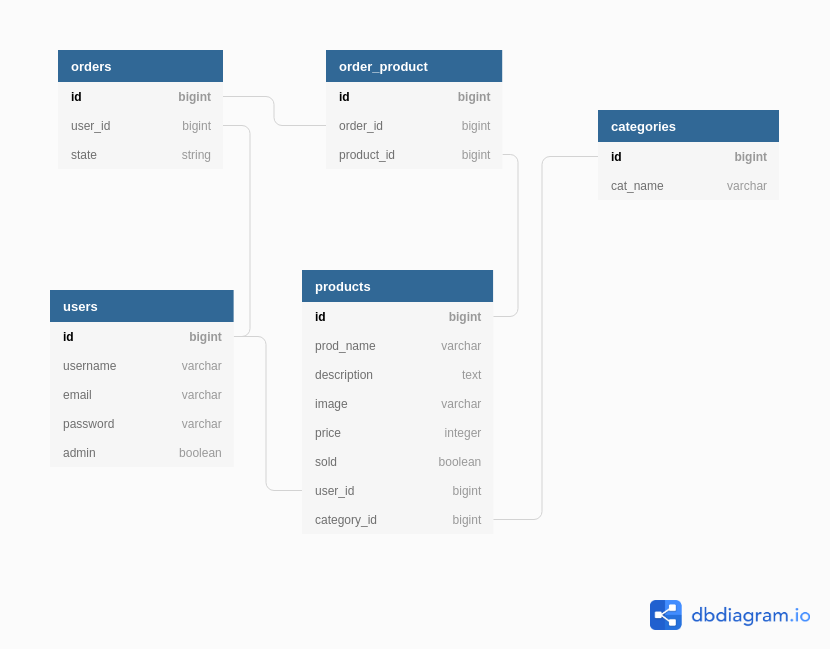 orders
id bigint
user_id bigint
state string
order_product
id bigint
order_id bigint
product_id bigint
categories
id bigint
cat_name varchar
users
id bigint
username varchar
email varchar
password varchar
admin boolean
products
id bigint
prod_name varchar
description text
image varchar
price integer
sold boolean
user_id bigint
category_id bigint
dbdiagram.io